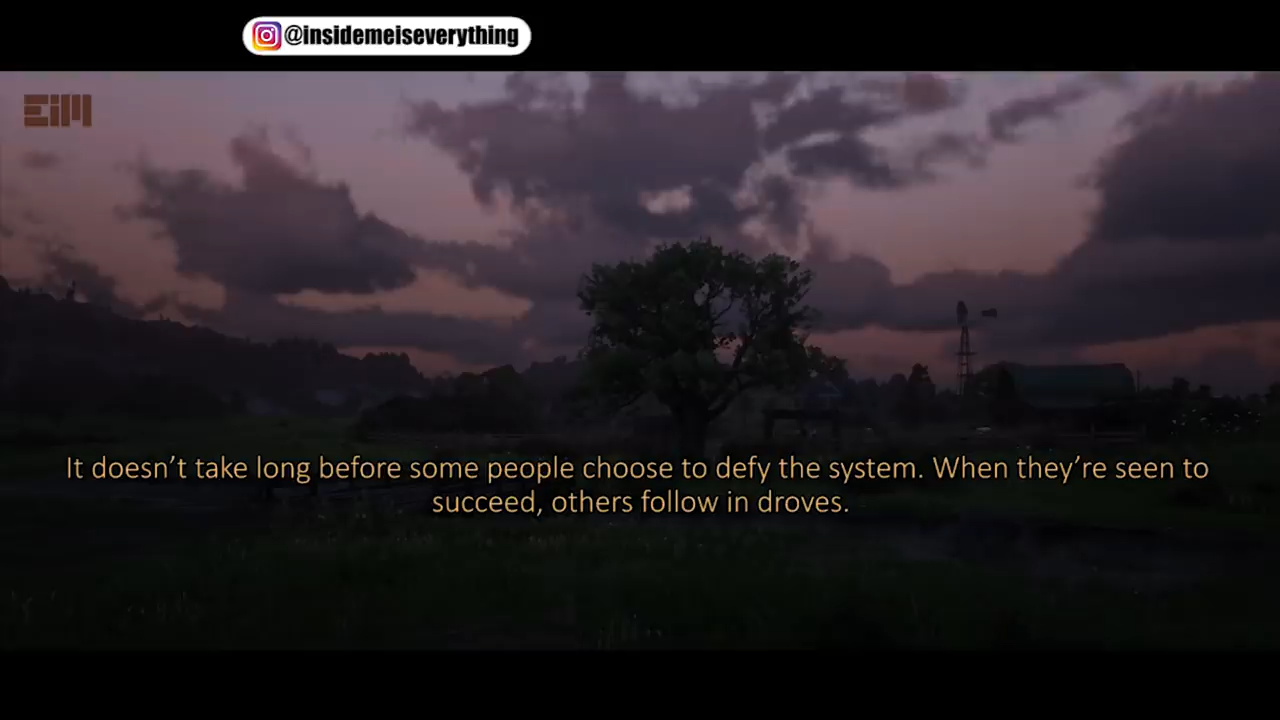 @insidemeiseverything
EiM
It doesn’t take long before some people choose to defy the system. When they’re seen to
succeed, others follow in droves.